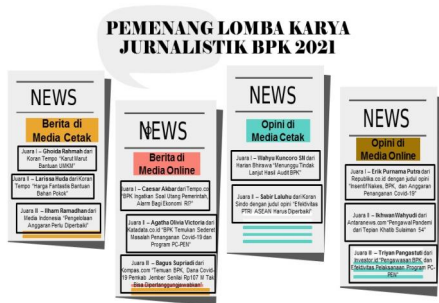 PEMENANG LOMBA KARYA
JURNALISTIK BPK 2021
NEWS
Berita di
Media Cetak
Juara I – Ghoida Rahmah dari
Koran Tempo "Karut Marut
Bantuan UMKM"
Juara II – Larissa Huda dari Koran
Tempo "Harga Fantastis Bantuan
Bahan Pokok"
Juara III – Ilham Ramadhan dari
Media Indonesia "Pengelolaan
Anggaran Perlu Diperbaiki"
NEWS
Berita di
Media Online
Juara I – Caesar Akbar dari Tempo.co
"BPK Ingatkan Soal Utang Pemerintah,
Alarm Bagi Ekonomi RI?"
Juara II – Agatha Olivia Victoria dari
Katadata.co.id "BPK Temukan Sederet
Masalah Penanganan Covid-19 dan
Program PC-PEN"
Juara III – Bagus Supriadi dari
Kompas.com "Temuan BPK, Dana Covid-
19 Pemkab Jember Senilai Rp107 M Tak
Bisa Dipertanggungjawabkan"
NEWS
Opini di
Media Cetak
Juara I – Wahyu Kuncoro SN dari
Harian Bhirawa "Menunggu Tindak
Lanjut Hasil Audit BPK"
Juara II – Sabir Laluhu dari Koran
Sindo dengan judul opini "Efektivitas
PTRI ASEAN Harus Diperbaiki"
NEWS
Opini di
Media Online
Juara I – Erik Purnama Putra dari
Republika.co.id dengan judul opini
"Insentif Nakes, BPK, dan Anggaran
Penanganan Covid-19"
Juara II – Ikhwan Wahyudi dari
Antaranews.com "Pengawal Pandemi
dari Tepian Khatib Sulaiman 54"
Juara III – Triyan Pangastuti dari
Investor.id "Pengawasan BPK, dan
Efektivitas Pelaksanaan Program PC-
PEN"